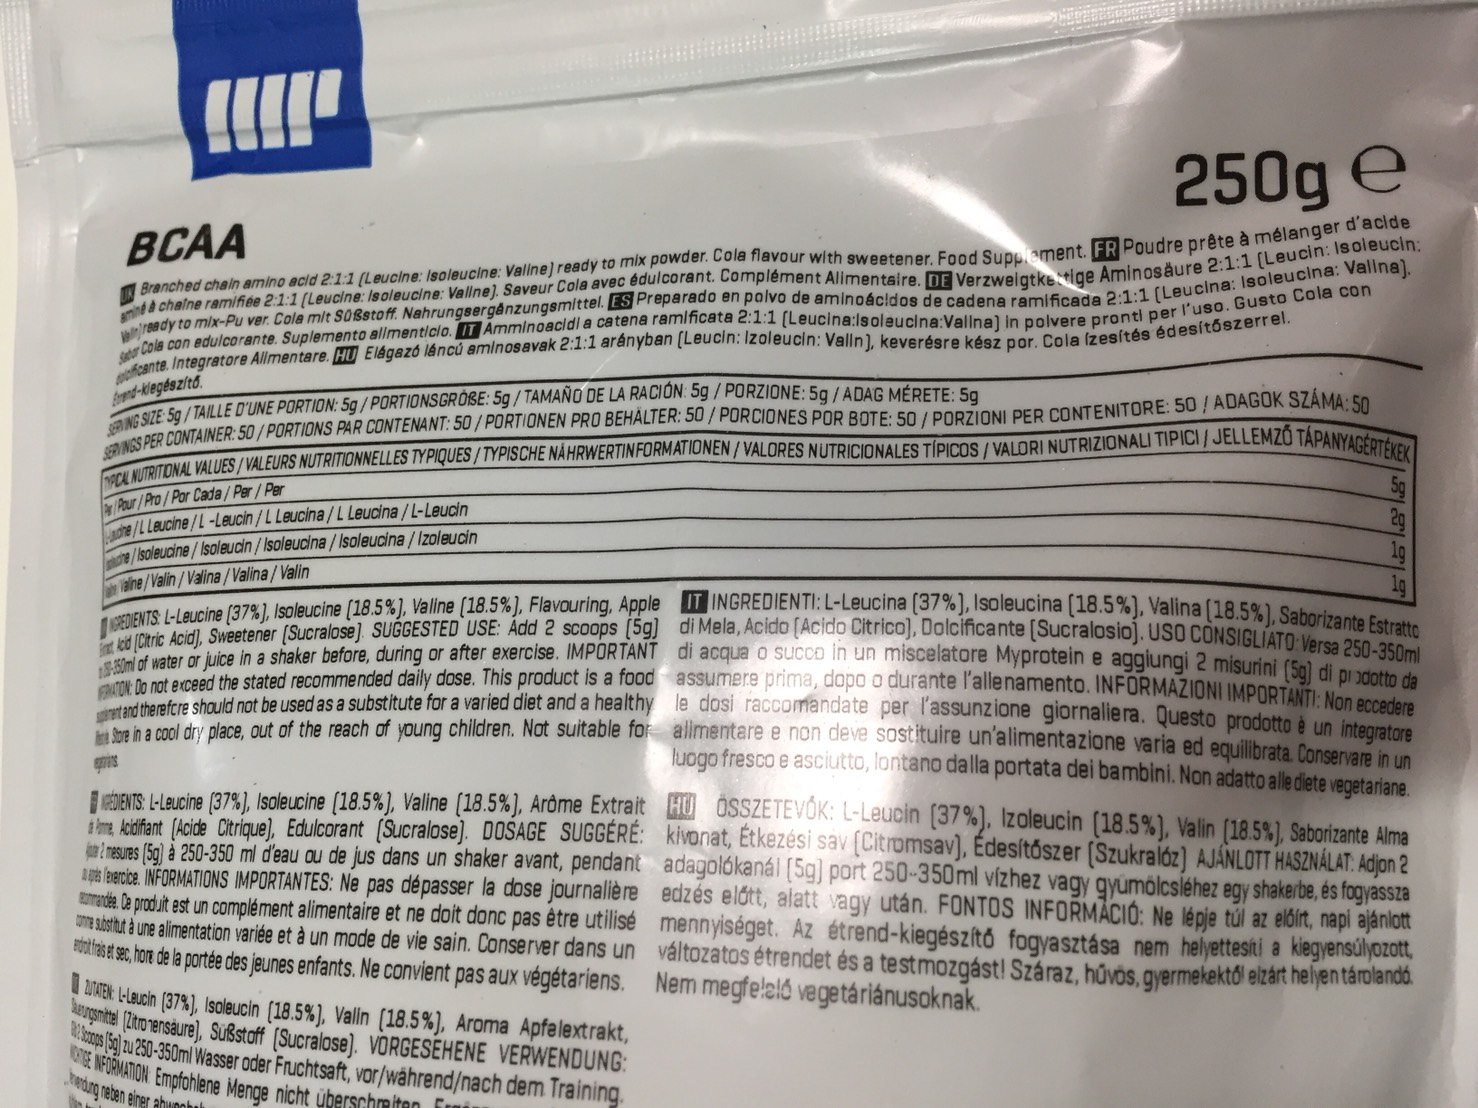 BCAA
250g e
UK Branched chain amino acid 2:1:1 (Leucine: Isoleucine: Valine) ready to mix powder. Cola flavour with sweetener. Food Supplement. FR Poudre prête à mélanger d'acide
aminé à chaîne ramifiée 2:1:1 (Leucine: Isoleucine: Valine). Saveur Cola avec édulcorant. Complément Alimentaire. DE Verzweigtkettige Aminosäure 2:1:1 (Leucin: Isoleucin:
Valin) ready to mix-Pu ver. Cola mit Süßstoff. Nahrungsergänzungsmittel. ES Preparado en polvo de aminoácidos de cadena ramificada 2:1:1 (Leucina: Isoleucina: Valina).
Sabor Cola con edulcorante. Suplemento alimenticio. IT Amminoacidi a catena ramificata 2:1:1 (Leucina:Isoleucina:Valina) in polvere pronti per l'uso. Gusto Cola con
dolcificante. Integratore Alimentare. HU Elágazó láncú aminosavak 2:1:1 arányban (Leucin: Izoleucin: Valin), keverésre kész por. Cola ízesítés édesítőszerrel.
Étrend-kiegészítő.
SERVING SIZE: 5g / TAILLE D'UNE PORTION: 5g / PORTIONSGRÖßE: 5g / TAMAÑO DE LA RACIÓN: 5g / PORZIONE: 5g / ADAG MÉRETE: 5g
SERVINGS PER CONTAINER: 50 / PORTIONS PAR CONTENANT: 50 / PORTIONEN PRO BEHÄLTER: 50 / PORCIONES POR BOTE: 50 / PORZIONI PER CONTENITORE: 50 / ADAGOK SZÁMA: 50
TYPICAL NUTRITIONAL VALUES / VALEURS NUTRITIONNELLES TYPIQUES / TYPISCHE NÄHRWERTINFORMATIONEN / VALORES NUTRICIONALES TÍPICOS / VALORI NUTRIZIONALI TIPICI / JELLEMZŐ TÁPANYAGÉRTÉKEK
Per / Pour / Pro / Por Cada / Per / Per 5g
L-Leucine / L Leucine / L -Leucin / L Leucina / L Leucina / L-Leucin 2g
Isoleucine / Isoleucine / Isoleucin / Isoleucina / Isoleucina / Izoleucin 1g
Valine / Valine / Valin / Valina / Valina / Valin 1g
INGREDIENTS: L-Leucine (37%), Isoleucine (18.5%), Valine (18.5%), Flavouring, Apple
Extract, Acid (Citric Acid), Sweetener (Sucralose). SUGGESTED USE: Add 2 scoops (5g)
to 250-350ml of water or juice in a shaker before, during or after exercise. IMPORTANT
INFORMATION: Do not exceed the stated recommended daily dose. This product is a food
supplement and therefore should not be used as a substitute for a varied diet and a healthy
lifestyle. Store in a cool dry place, out of the reach of young children. Not suitable for
vegetarians.
INGRÉDIENTS: L-Leucine (37%), Isoleucine (18.5%), Valine (18.5%), Arôme Extrait
de Pomme, Acidifiant (Acide Citrique), Edulcorant (Sucralose). DOSAGE SUGGÉRÉ:
Ajouter 2 mesures (5g) à 250-350 ml d'eau ou de jus dans un shaker avant, pendant
ou après l'exercice. INFORMATIONS IMPORTANTES: Ne pas dépasser la dose journalière
recommandée. Ce produit est un complément alimentaire et ne doit donc pas être utilisé
comme substitut à une alimentation variée et à un mode de vie sain. Conserver dans un
endroit frais et sec, hors de la portée des jeunes enfants. Ne convient pas aux végétariens.
ZUTATEN: L-Leucin (37%), Isoleucin (18.5%), Valin (18.5%), Aroma Apfelextrakt,
Säuerungsmittel (Zitronensäure), Süßstoff (Sucralose). VORGESEHENE VERWENDUNG:
2 Scoops (5g) zu 250-350ml Wasser oder Fruchtsaft, vor/während/nach dem Training.
WICHTIGE INFORMATION: Empfohlene Menge nicht überschreiten.
neben einer
IT INGREDIENTI: L-Leucina (37%), Isoleucina (18.5%), Valina (18.5%), Saborizante Estratto
di Mela, Acido (Acido Citrico), Dolcificante (Sucralosio). USO CONSIGLIATO: Versa 250-350ml
di acqua o succo in un miscelatore Myprotein e aggiungi 2 misurini (5g) di prodotto da
assumere prima, dopo o durante l'allenamento. INFORMAZIONI IMPORTANTI: Non eccedere
le dosi raccomandate per l'assunzione giornaliera. Questo prodotto è un integratore
alimentare e non deve sostituire un'alimentazione varia ed equilibrata. Conservare in un
luogo fresco e asciutto, lontano dalla portata dei bambini. Non adatto alle diete vegetariane.
HU ÖSSZETEVŐK: L-Leucin (37%), Izoleucin (18.5%), Valin (18.5%), Saborizante Alma
kivonat, Étkezési sav (Citromsav), Édesítőszer (Szukralóz) AJÁNLOTT HASZNÁLAT: Adjon 2
adagolókanál (5g) port 250-350ml vízhez vagy gyümölcsléhez egy shakerbe, és fogyassza
edzés előtt, alatt vagy után. FONTOS INFORMÁCIÓ: Ne lépje túl az előírt, napi ajánlott
mennyiséget. Az étrend-kiegészítő fogyasztása nem helyettesíti a kiegyensúlyozott,
változatos étrendet és a testmozgást! Száraz, hűvös, gyermekektől elzárt helyen tárolandó.
Nem megfelelő vegetáriánusoknak.